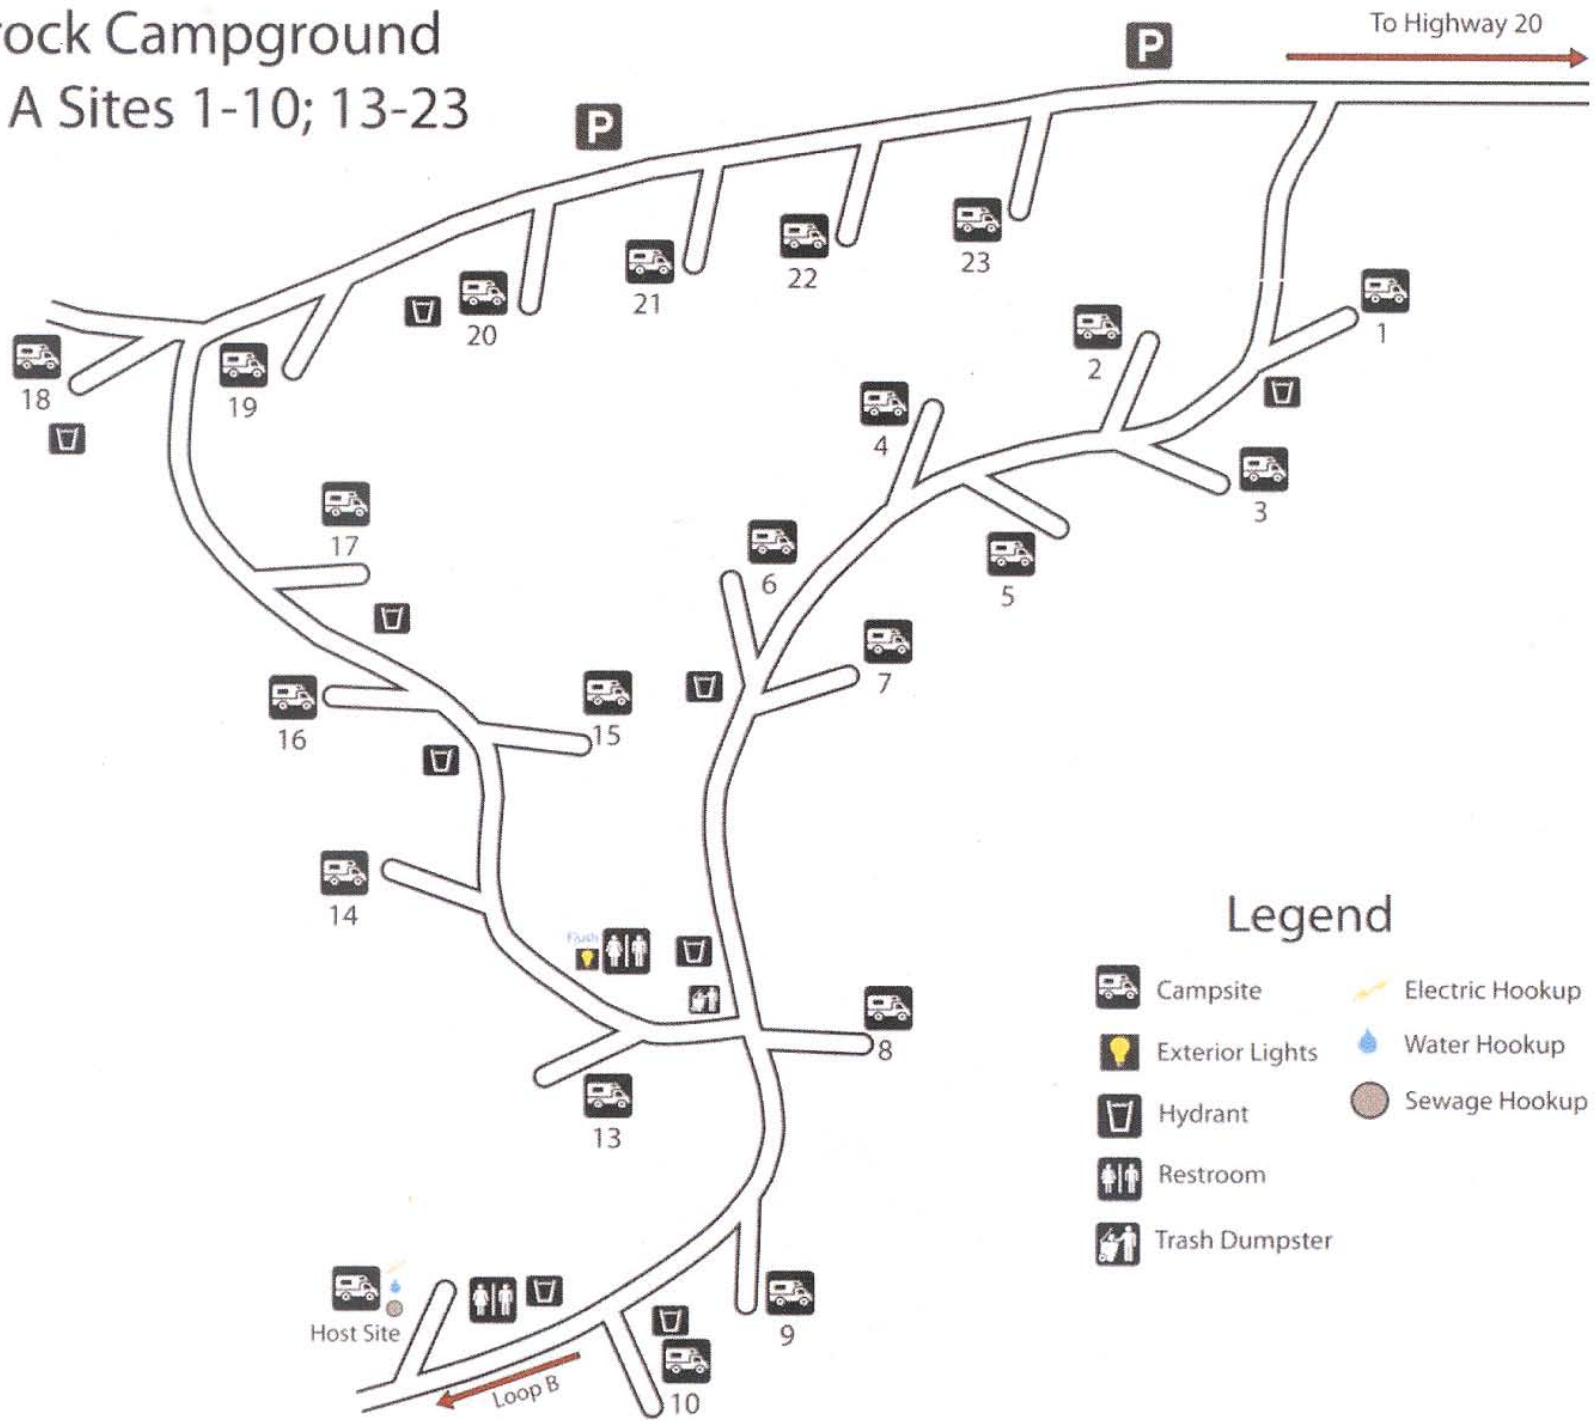 rock Campground
A Sites 1-10; 13-23
To Highway 20
P
P
23
22
21
20
1
2
18
19
4
3
17
5
6
7
16
15
14
Flush
8
13
Host Site
9
Loop B
10
Legend
Campsite
Electric Hookup
Exterior Lights
Water Hookup
Hydrant
Sewage Hookup
Restroom
Trash Dumpster